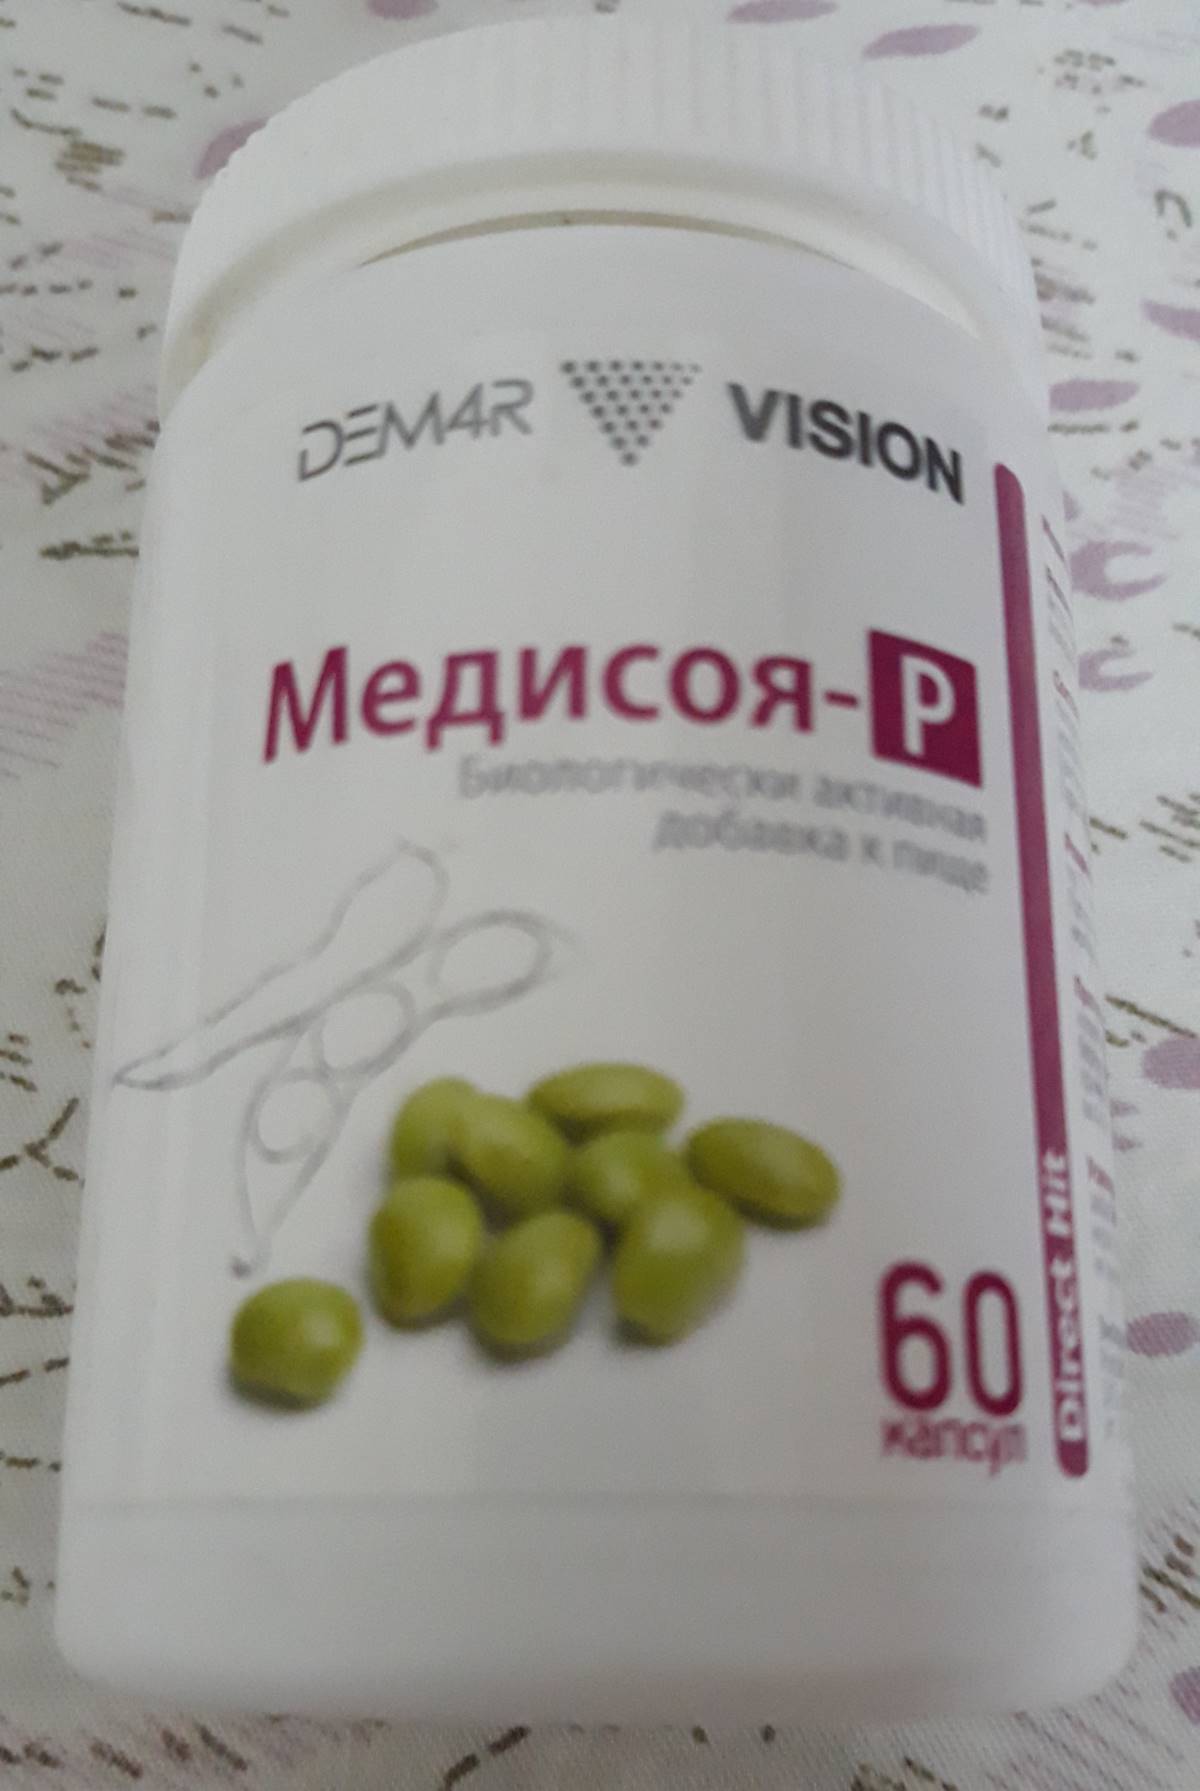 DEM4R VISION
Медисоя-Р
Биологически активная
добавка к пище
60
капсул
Direct Hit